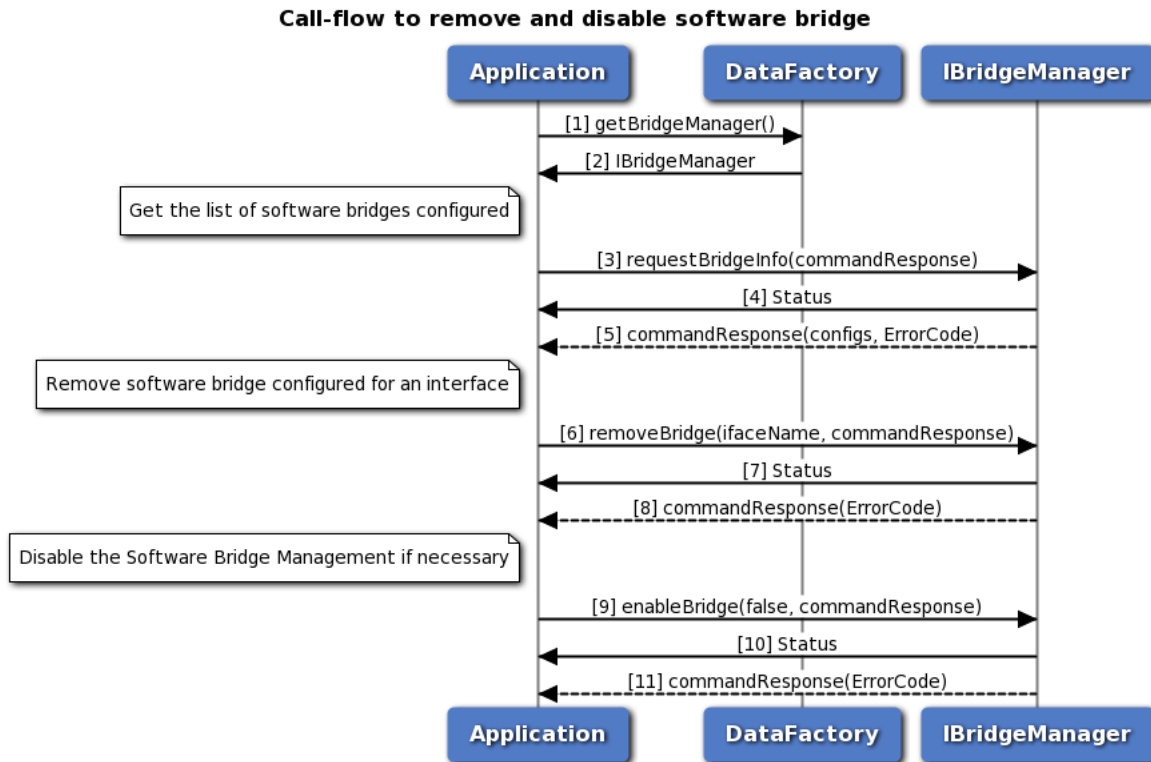 Call-flow to remove and disable software bridge
Application
DataFactory
IBridgeManager
[1] getBridgeManager()
[2] IBridgeManager
Get the list of software bridges configured
[3] requestBridgeInfo(commandResponse)
[4] Status
[5] commandResponse(configs, ErrorCode)
Remove software bridge configured for an interface
[6] removeBridge(ifaceName, commandResponse)
[7] Status
[8] commandResponse(ErrorCode)
Disable the Software Bridge Management if necessary
[9] enableBridge(false, commandResponse)
[10] Status
[11] commandResponse(ErrorCode)
Application
DataFactory
IBridgeManager